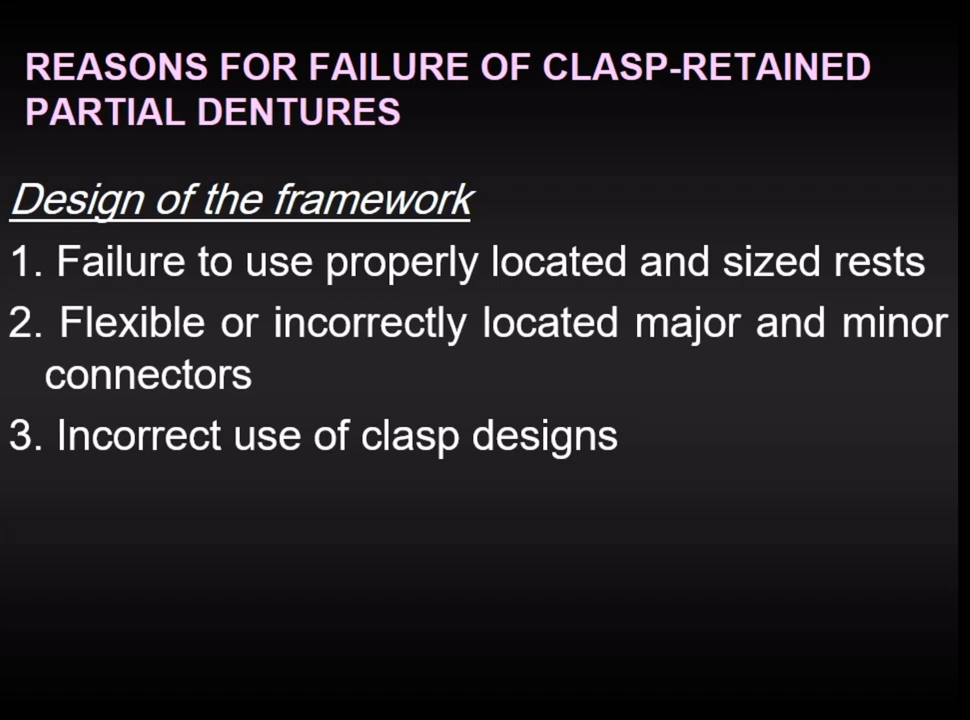 REASONS FOR FAILURE OF CLASP-RETAINED
PARTIAL DENTURES
Design of the framework
1. Failure to use properly located and sized rests
2. Flexible or incorrectly located major and minor
connectors
3. Incorrect use of clasp designs